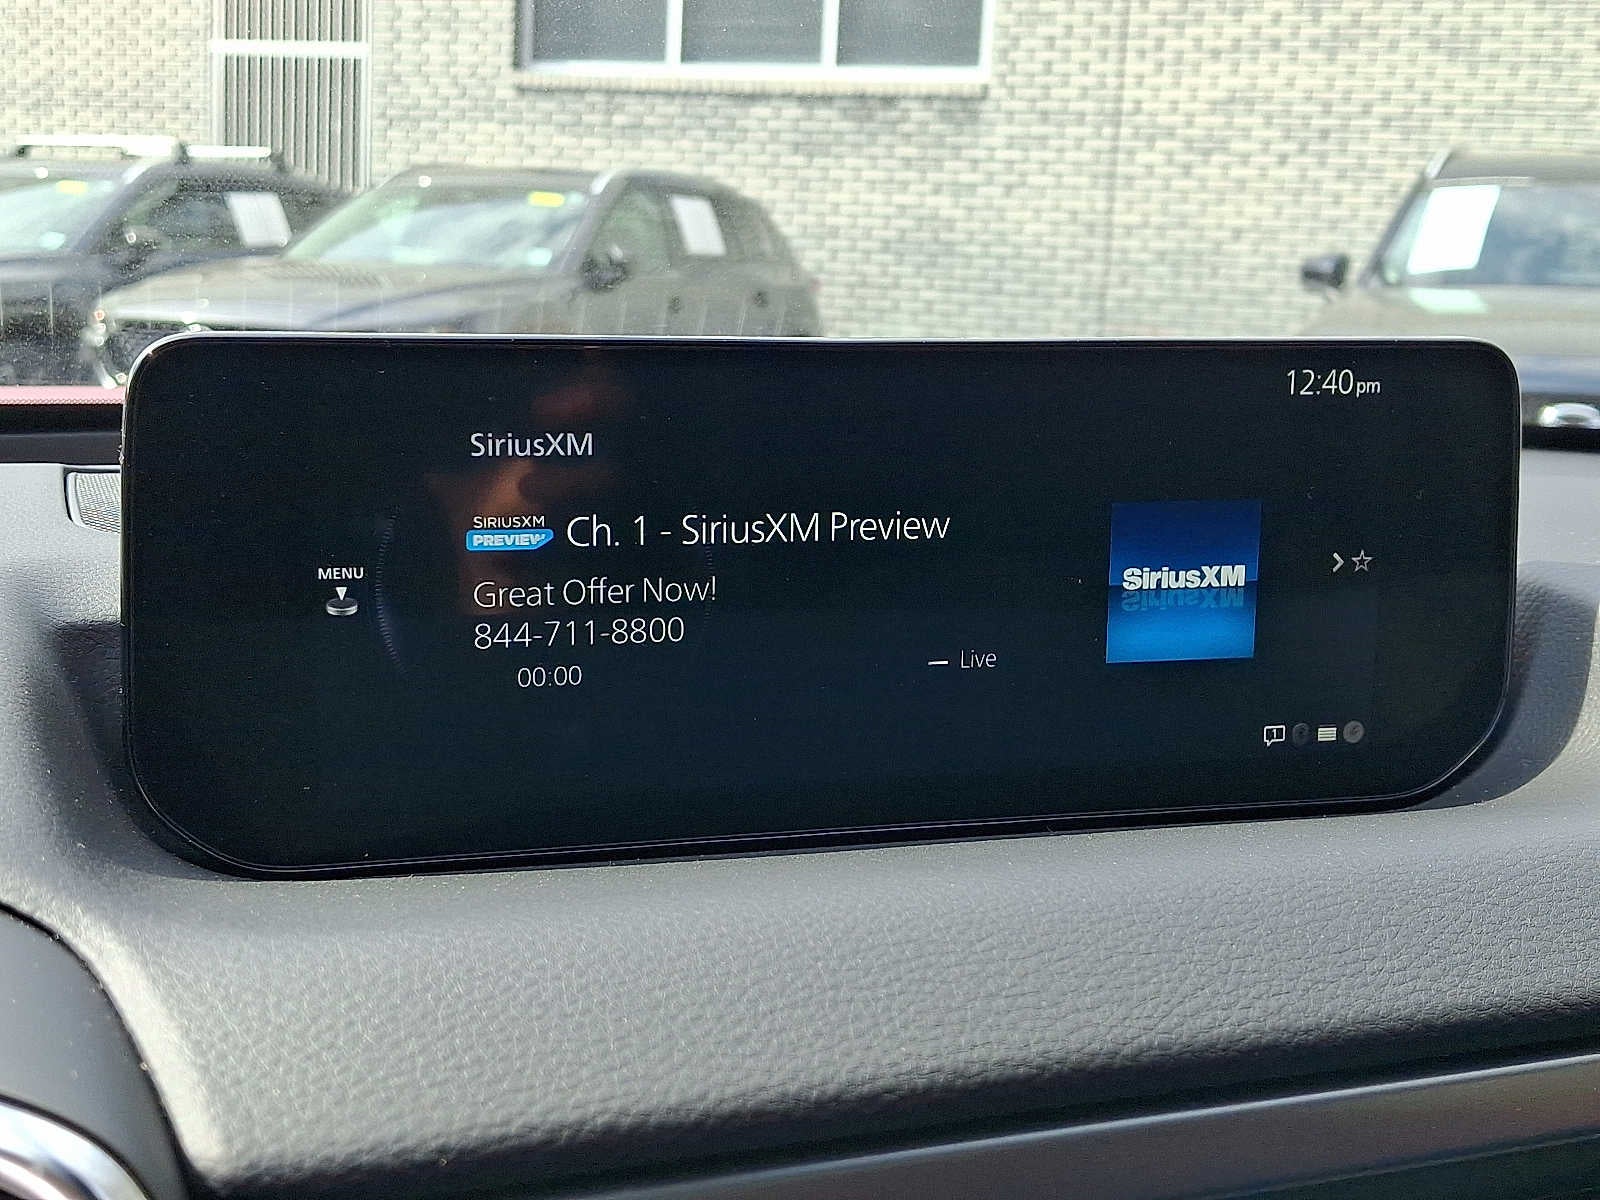 12:40pm
SiriusXM
SIRIUSXM
PREVIEW
Ch. 1 - SiriusXM Preview
MENU
Great Offer Now!
844-711-8800
00:00
Live
SiriusXM
1